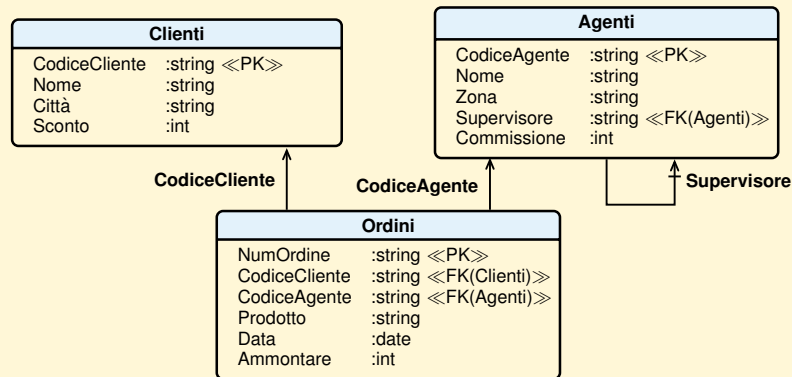 Clienti
CodiceCliente :string ≪PK≫
Nome :string
Città :string
Sconto :int
Agenti
CodiceAgente :string ≪PK≫
Nome :string
Zona :string
Supervisore :string ≪FK(Agenti)≫
Commissione :int
CodiceCliente
CodiceAgente
Supervisore
Ordini
NumOrdine :string ≪PK≫
CodiceCliente :string ≪FK(Clienti)≫
CodiceAgente :string ≪FK(Agenti)≫
Prodotto :string
Data :date
Ammontare :int